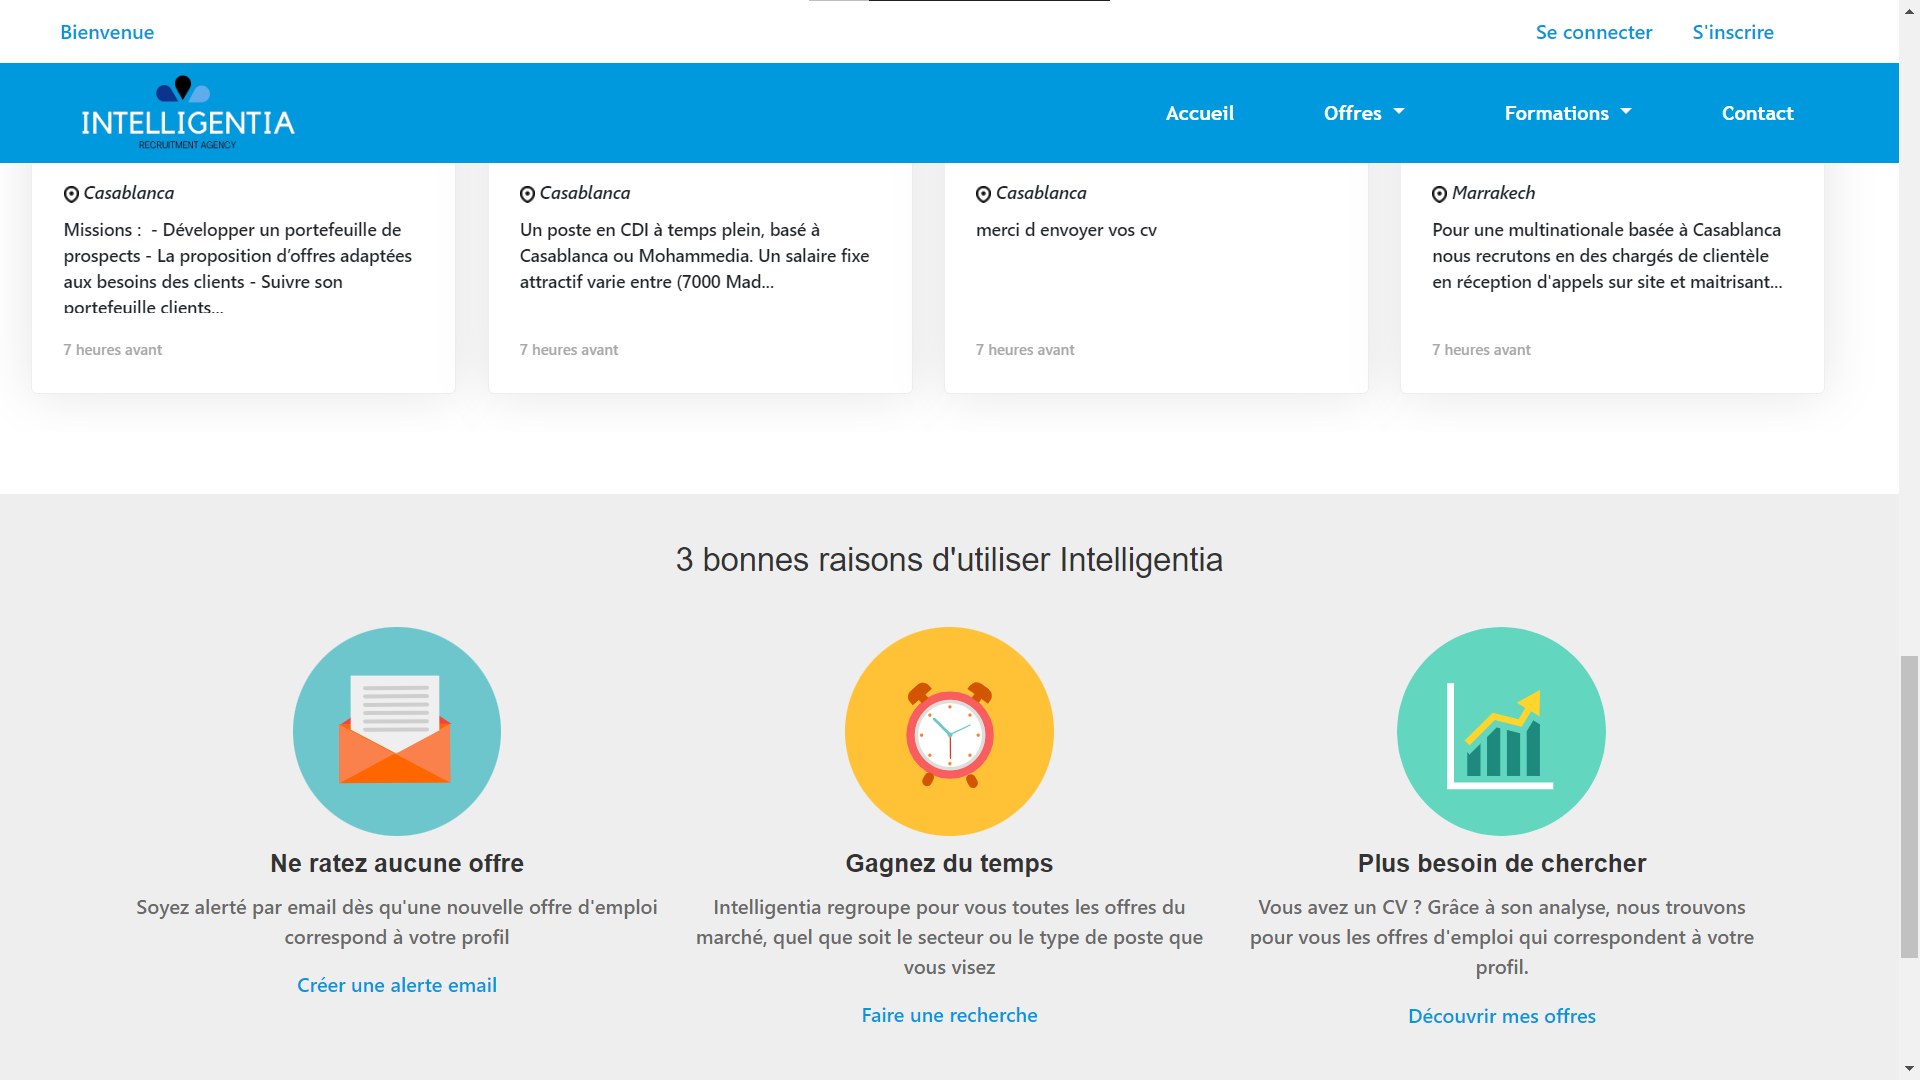 Bienvenue
Se connecter
S'inscrire
INTELLIGENTIA
RECRUITMENT AGENCY
Accueil
Offres
Formations
Contact
Casablanca
Missions :  - Développer un portefeuille de
prospects - La proposition d’offres adaptées
aux besoins des clients - Suivre son
portefeuille clients...
7 heures avant
Casablanca
Un poste en CDI à temps plein, basé à
Casablanca ou Mohammedia. Un salaire fixe
attractif varie entre (7000 Mad...
7 heures avant
Casablanca
merci d envoyer vos cv
7 heures avant
Marrakech
Pour une multinationale basée à Casablanca
nous recrutons en des chargés de clientèle
en réception d'appels sur site et maitrisant...
7 heures avant
3 bonnes raisons d'utiliser Intelligentia
Ne ratez aucune offre
Soyez alerté par email dès qu'une nouvelle offre d'emploi
correspond à votre profil
Créer une alerte email
Gagnez du temps
Intelligentia regroupe pour vous toutes les offres du
marché, quel que soit le secteur ou le type de poste que
vous visez
Faire une recherche
Plus besoin de chercher
Vous avez un CV ? Grâce à son analyse, nous trouvons
pour vous les offres d'emploi qui correspondent à votre
profil.
Découvrir mes offres